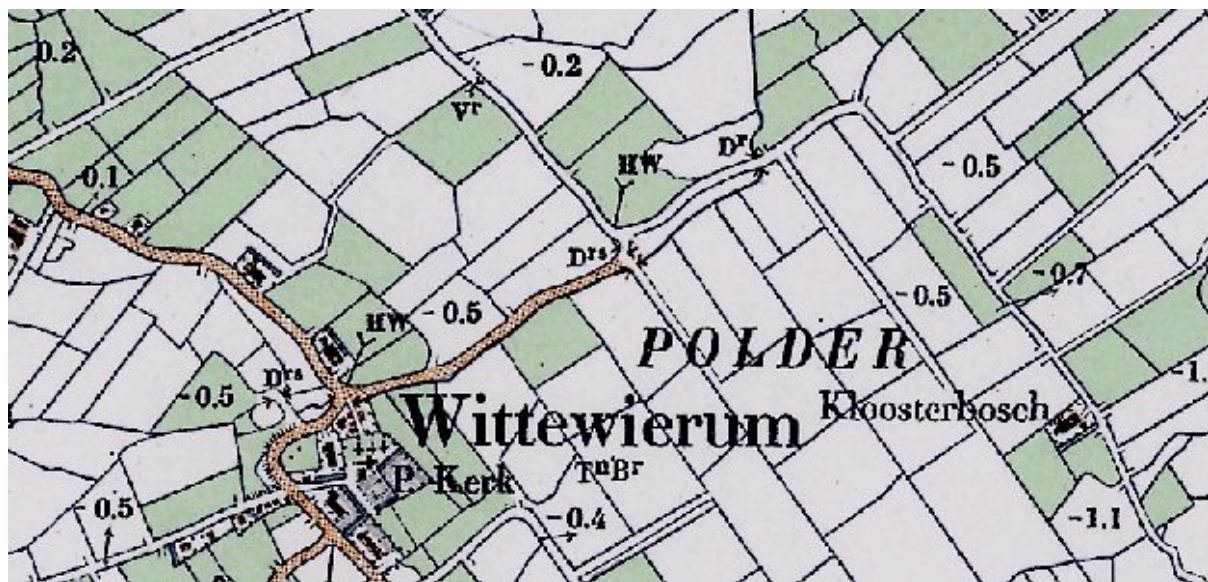 0.2
-0.2
Vr
Dr
HW
-0.5
-0.1
Drs
-0.7
-0.5
HW
-0.5
POLDER
Drs
-0.5
Kloosterbosch
Wittewierum
TnBr
P. Kerk
-0.5
-0.4
-1.1